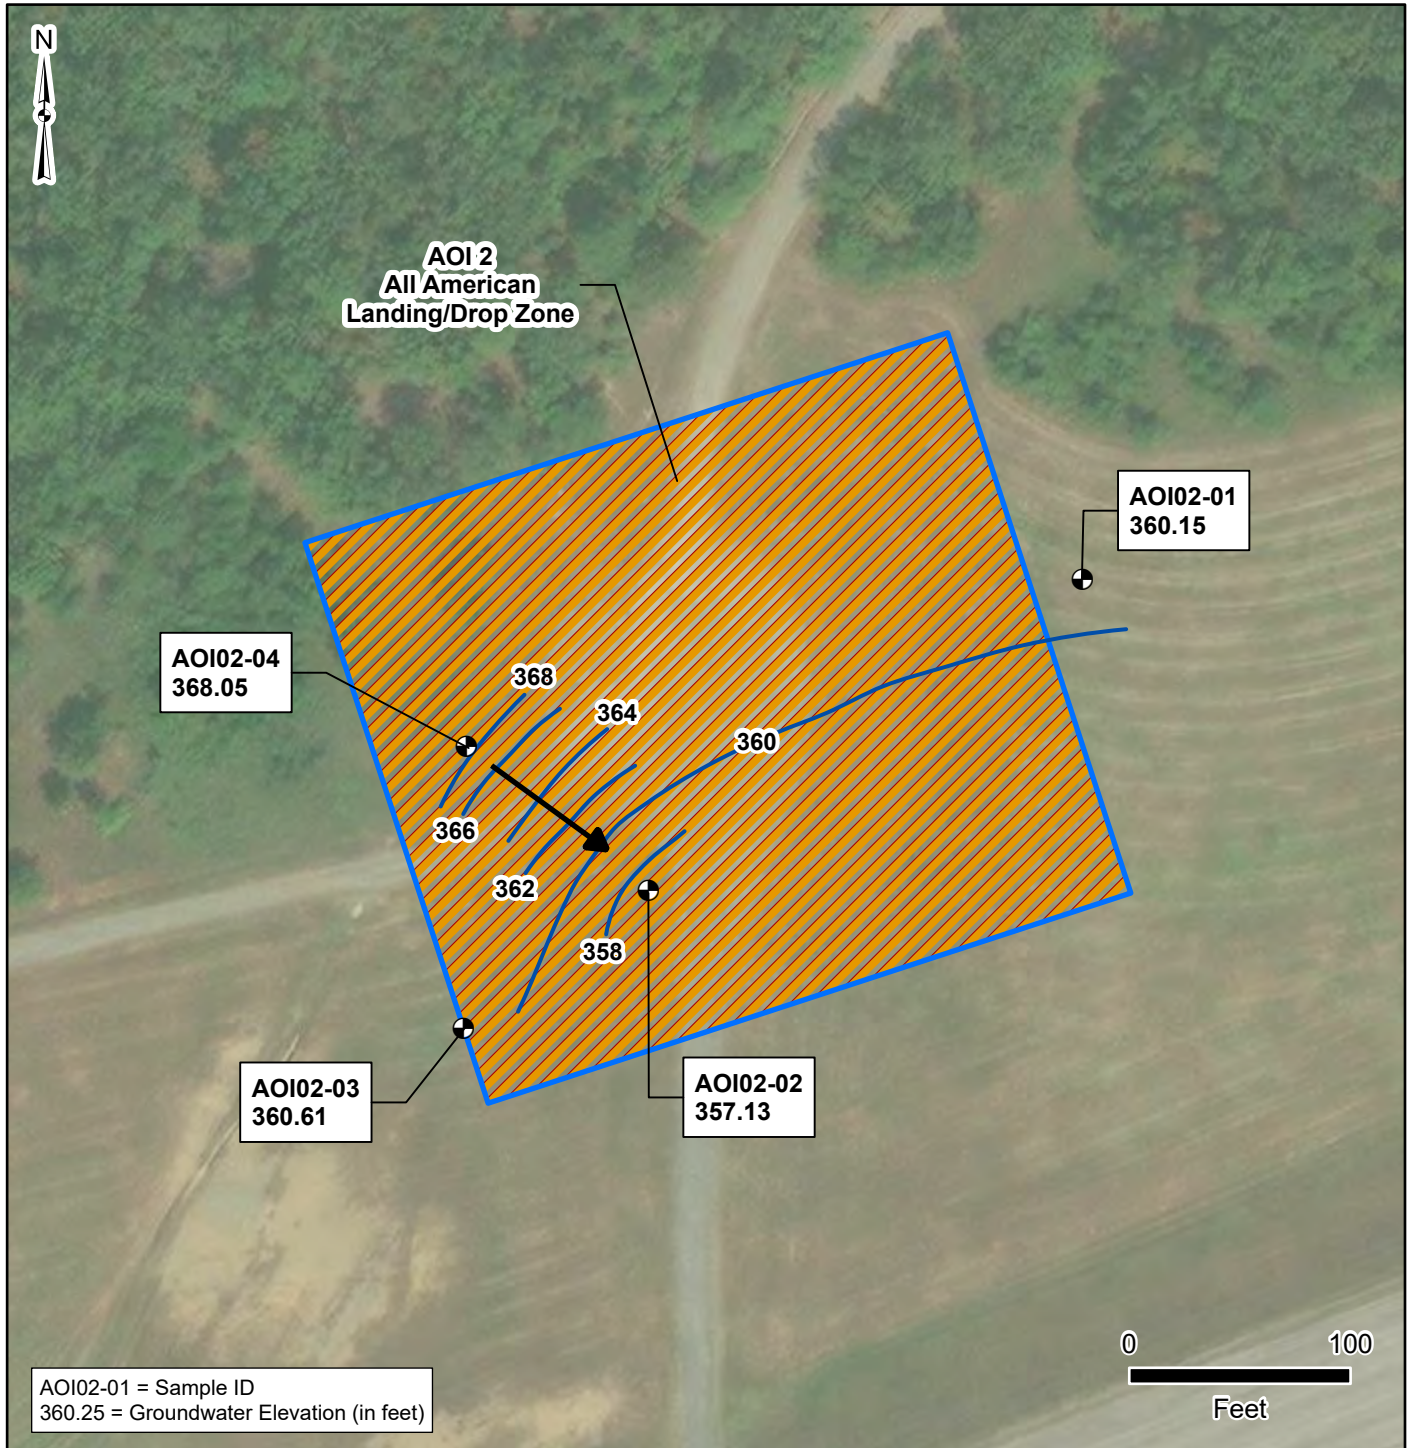 N
AOI 2
All American
Landing/Drop Zone
AOI02-01
360.15
AOI02-04
368.05
368
364
360
366
362
358
AOI02-03
360.61
AOI02-02
357.13
0 100
Feet
AOI02-01 = Sample ID
360.25 = Groundwater Elevation (in feet)